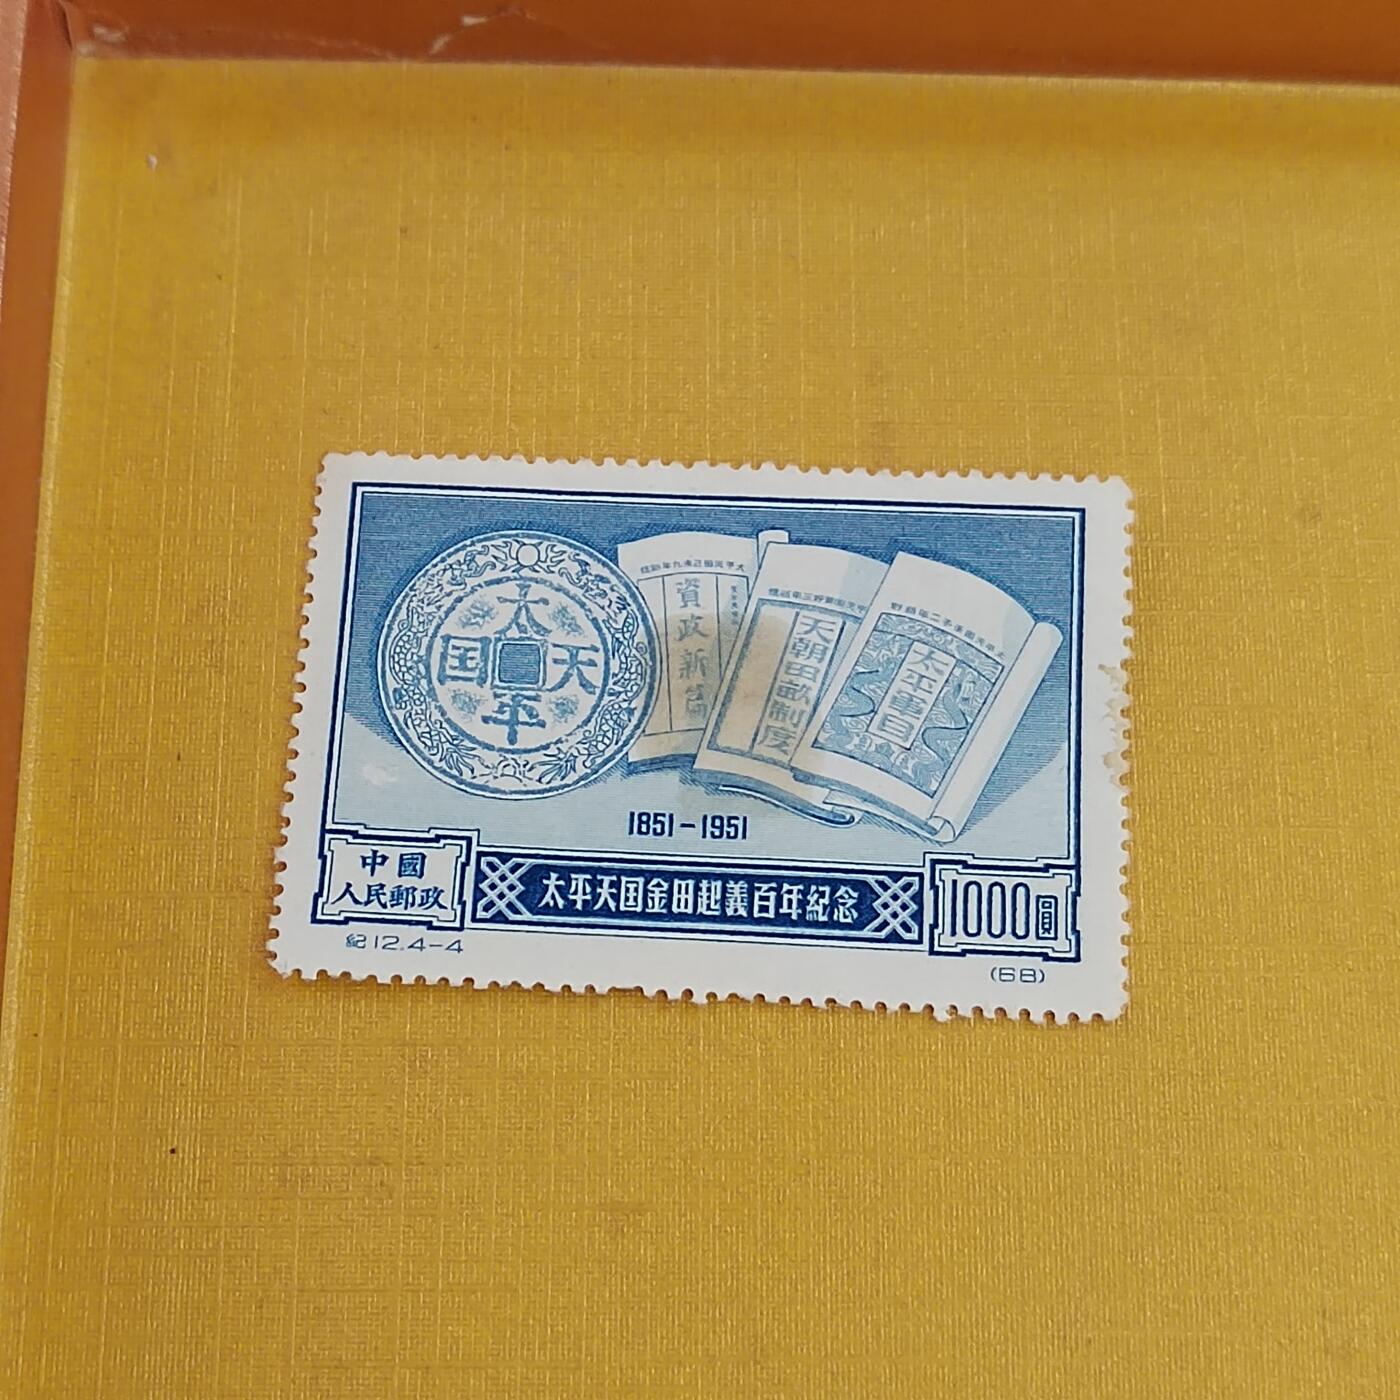 太
国 天
平
資政新
天朝田畝制度
太平軍目
1851-1951
中國
人民郵政
太平天国金田起義百年紀念
1000圓
紀12.4-4
(68)